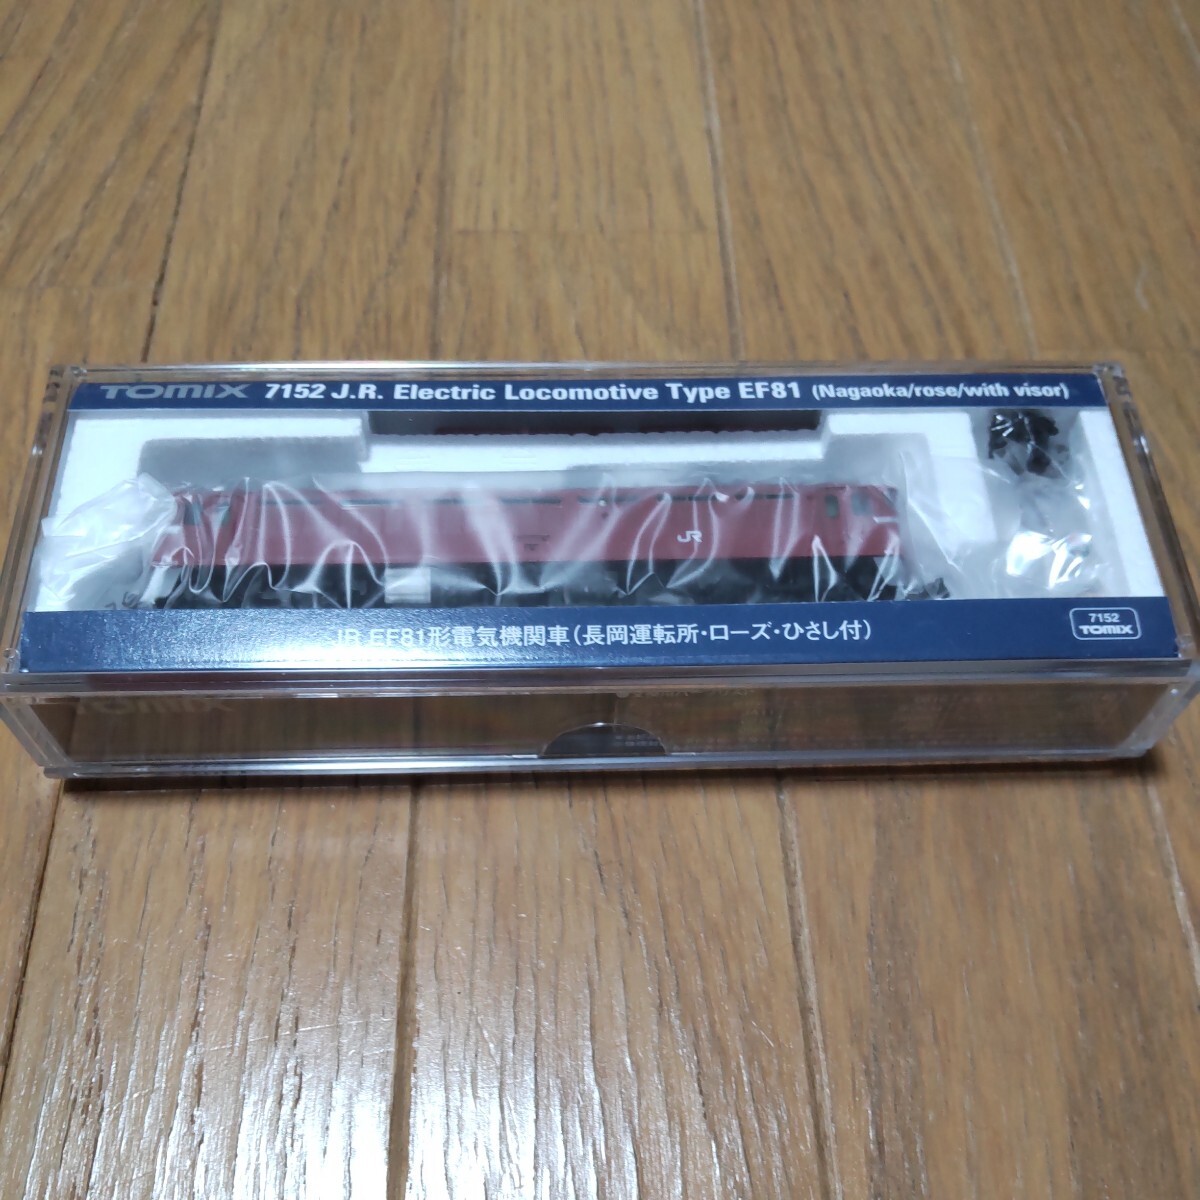 TOMIX 7152 J.R. Electric Locomotive Type EF81 (Nagaoka/rose/with visor)
JR
JR EF81形電気機関車(長岡運転所・ローズ・ひさし付)
7152
TOMIX
TOMIX